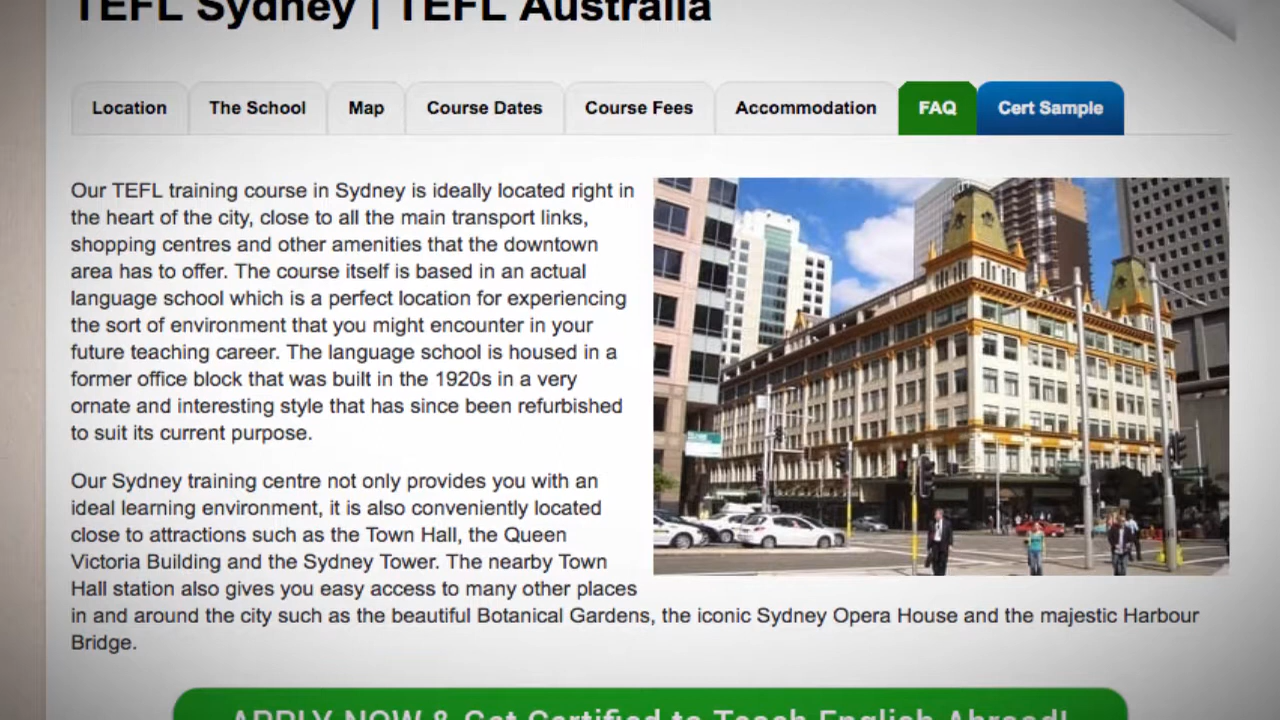 TEFL Sydney | TEFL Australia
Location The School Map Course Dates Course Fees Accommodation FAQ Cert Sample
Our TEFL training course in Sydney is ideally located right in
the heart of the city, close to all the main transport links,
shopping centres and other amenities that the downtown
area has to offer. The course itself is based in an actual
language school which is a perfect location for experiencing
the sort of environment that you might encounter in your
future teaching career. The language school is housed in a
former office block that was built in the 1920s in a very
ornate and interesting style that has since been refurbished
to suit its current purpose.
Our Sydney training centre not only provides you with an
ideal learning environment, it is also conveniently located
close to attractions such as the Town Hall, the Queen
Victoria Building and the Sydney Tower. The nearby Town
Hall station also gives you easy access to many other places
in and around the city such as the beautiful Botanical Gardens, the iconic Sydney Opera House and the majestic Harbour
Bridge.
APPLY NOW & Get Certified to Teach English Abroad!